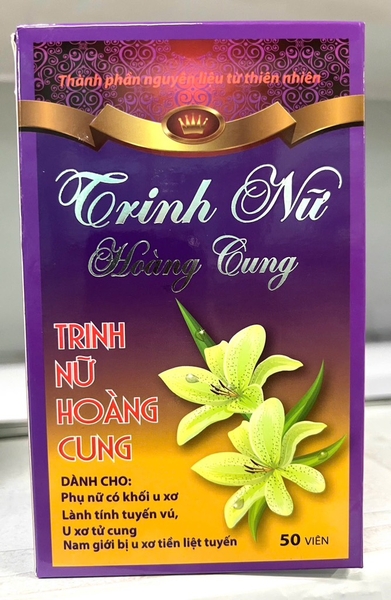 Thành phần nguyên liệu từ thiên nhiên
Trinh Nữ
Hoàng Cung
TRINH
NỮ
HOÀNG
CUNG
DÀNH CHO:
Phụ nữ có khối u xơ
Lành tính tuyến vú,
U xơ tử cung
Nam giới bị u xơ tiền liệt tuyến
50 VIÊN